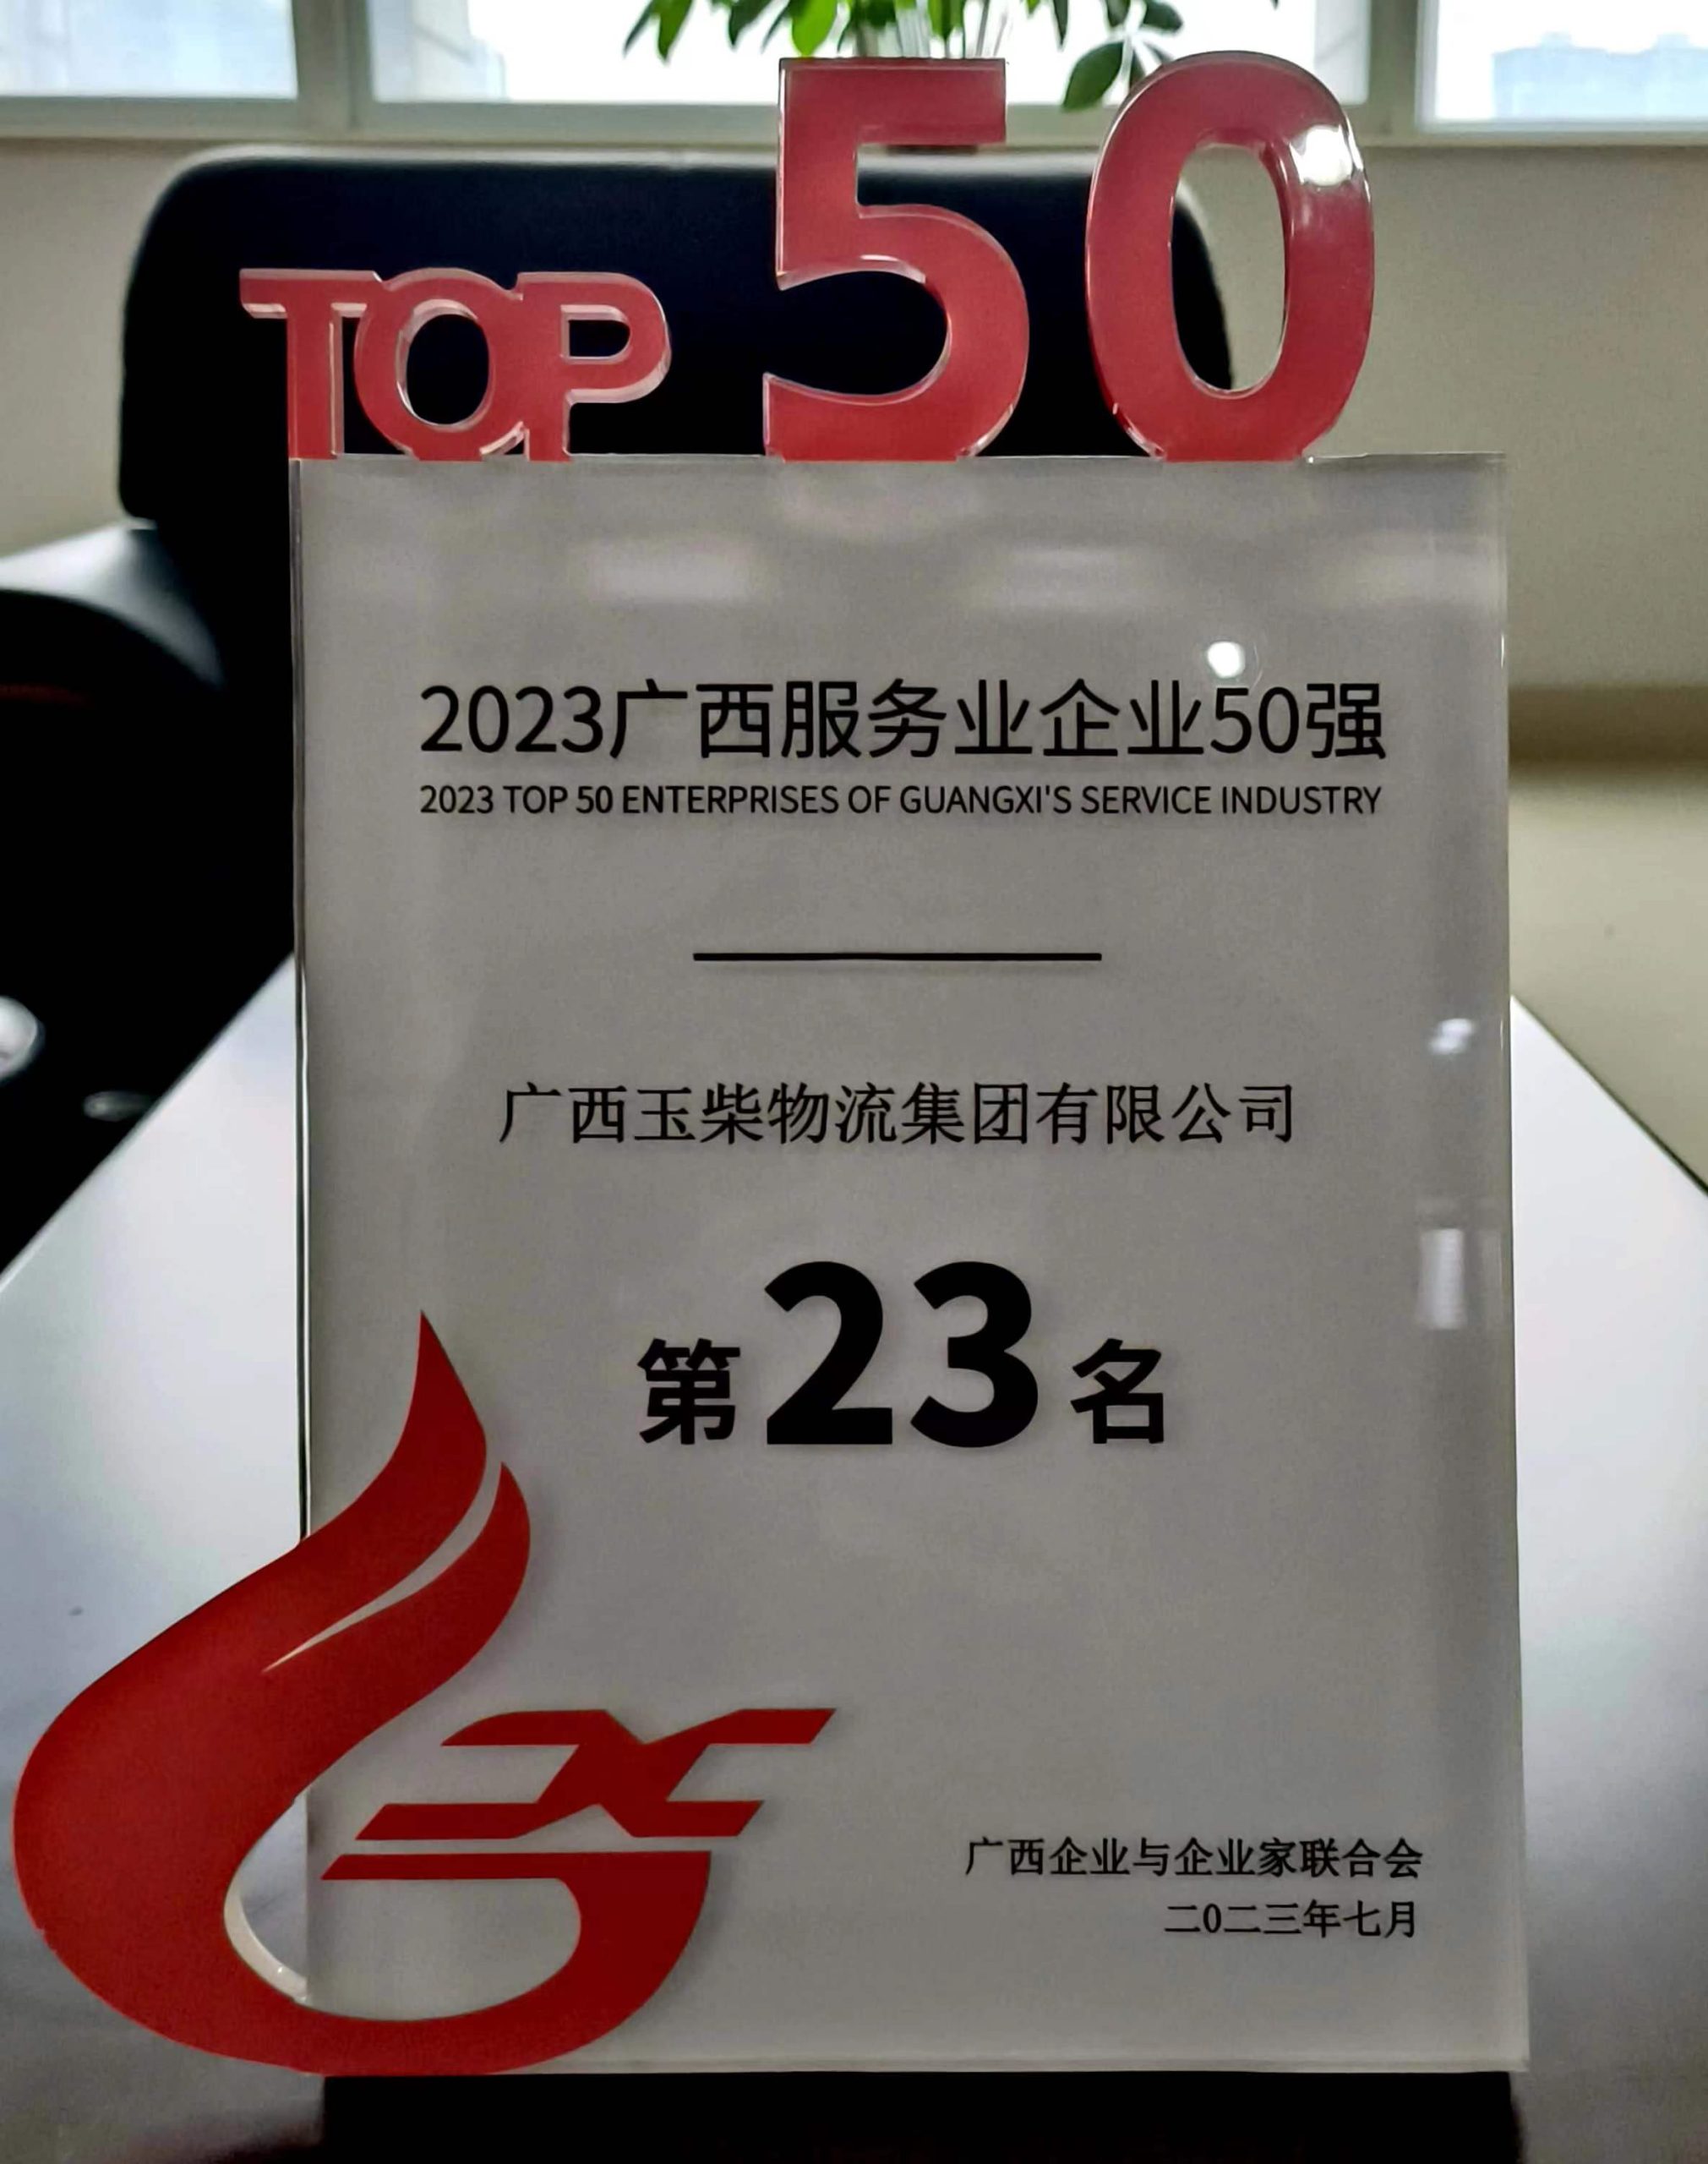 TOP 50
2023广西服务业企业50强
2023 TOP 50 ENTERPRISES OF GUANGXI'S SERVICE INDUSTRY
广西玉柴物流集团有限公司
第23名
广西企业与企业家联合会
二0二三年七月